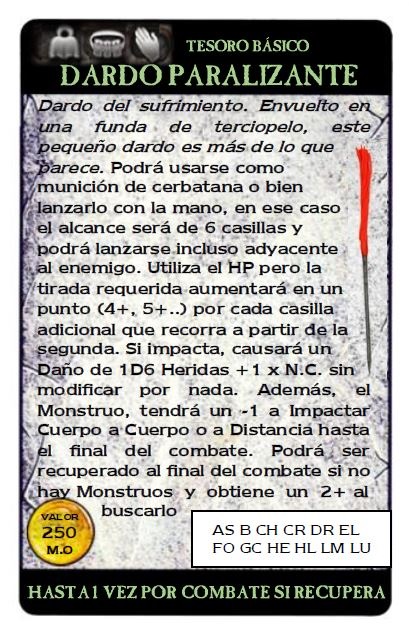 TESORO BÁSICO
DARDO PARALIZANTE
Dardo del sufrimiento. Envuelto en
una funda de terciopelo, este
pequeño dardo es más de lo que
parece. Podrá usarse como
munición de cerbatana o bien
lanzarlo con la mano, en ese caso
el alcance será de 6 casillas y
podrá lanzarse incluso adyacente
al enemigo. Utiliza el HP pero la
tirada requerida aumentará en un
punto (4+, 5+..) por cada casilla
adicional que recorra a partir de la
segunda. Si impacta, causará un
Daño de 1D6 Heridas +1 x N.C. sin
modificar por nada. Además, el
Monstruo, tendrá un -1 a Impactar
Cuerpo a Cuerpo o a Distancia hasta
el final del combate. Podrá ser
recuperado al final del combate si no
hay Monstruos y obtiene un 2+ al
buscarlo
VALOR
250
M.O
AS B CH CR DR EL
FO GC HE HL LM LU
HASTA 1 VEZ POR COMBATE SI RECUPERA